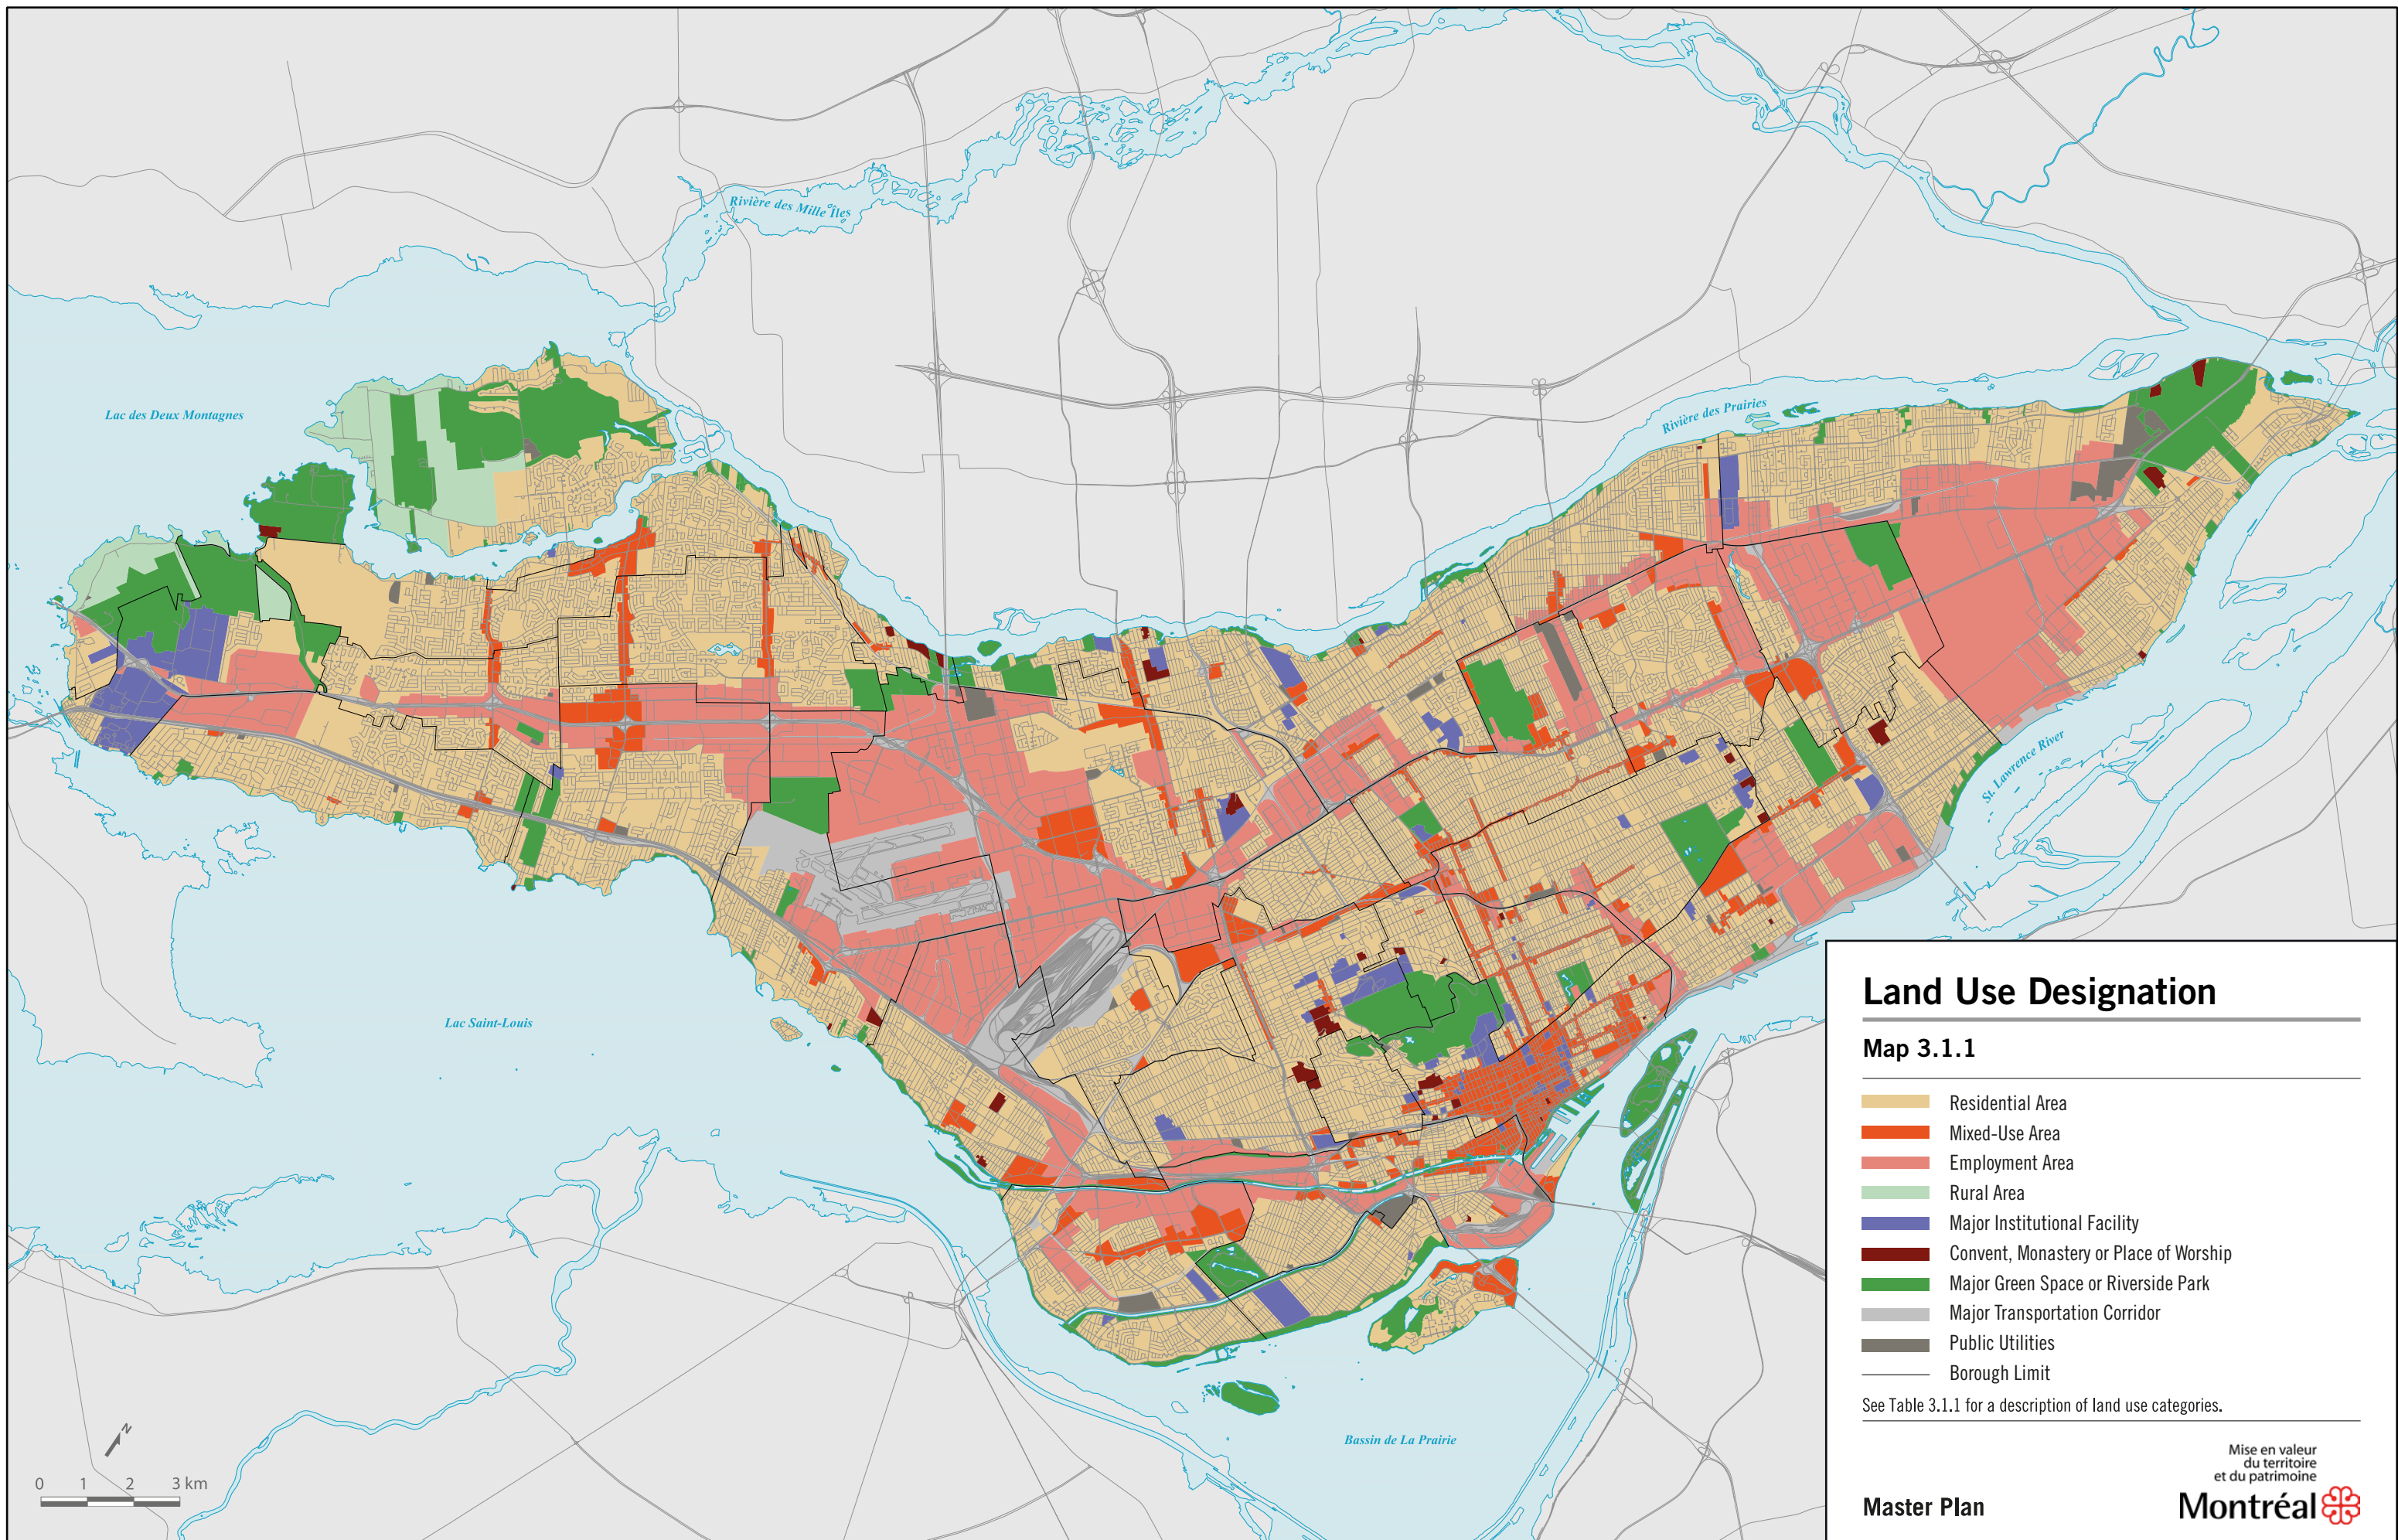 Rivière des Mille Îles
Lac des Deux Montagnes
Rivière des Prairies
St. Lawrence River
Lac Saint-Louis
Bassin de La Prairie
N
0 1 2 3 km
Land Use Designation
Map 3.1.1
Residential Area
Mixed-Use Area
Employment Area
Rural Area
Major Institutional Facility
Convent, Monastery or Place of Worship
Major Green Space or Riverside Park
Major Transportation Corridor
Public Utilities
Borough Limit
See Table 3.1.1 for a description of land use categories.
Mise en valeur
du territoire
et du patrimoine
Master Plan
Montréal